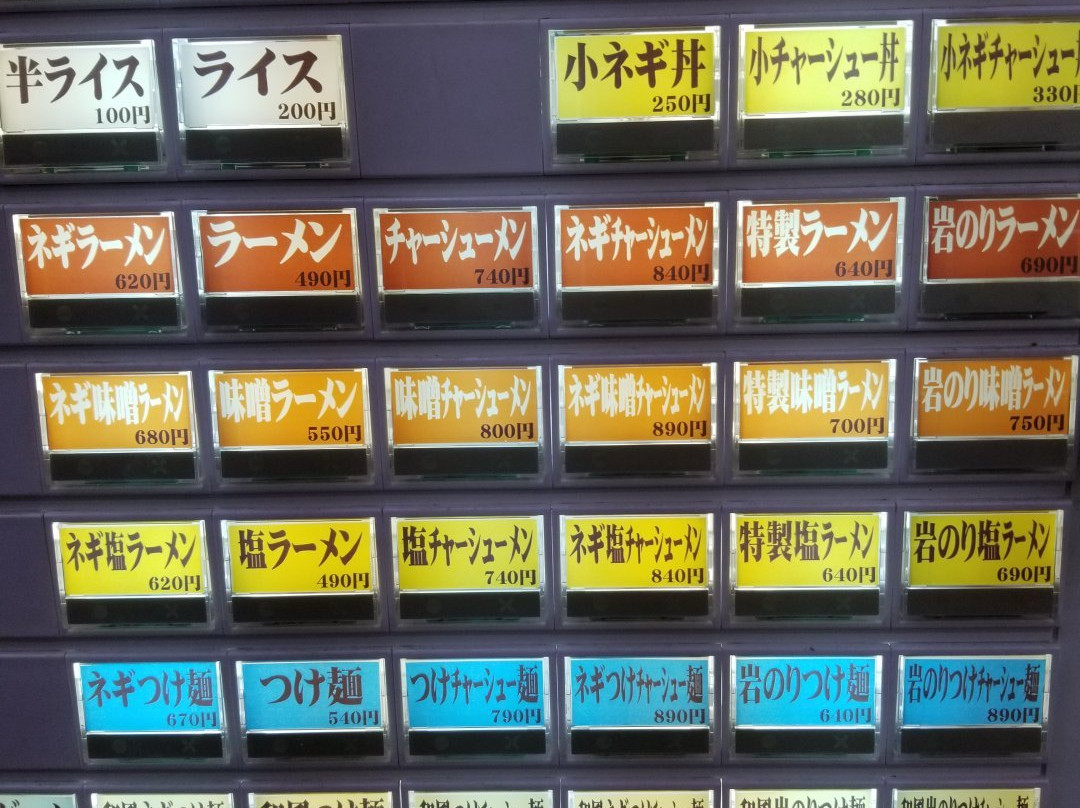 半ライス
100円
ライス
200円
小ネギ丼
250円
小チャーシュー丼
280円
小ネギチャーシュー
330円
ネギラーメン
620円
ラーメン
490円
チャーシューメン
740円
ネギチャーシューメン
840円
特製ラーメン
640円
岩のりラーメン
690円
ネギ味噌ラーメン
680円
味噌ラーメン
550円
味噌チャーシューメン
800円
ネギ味噌チャーシューメン
890円
特製味噌ラーメン
700円
岩のり味噌ラーメン
750円
ネギ塩ラーメン
620円
塩ラーメン
490円
塩チャーシューメン
740円
ネギ塩チャーシューメン
840円
特製塩ラーメン
640円
岩のり塩ラーメン
690円
ネギつけ麺
670円
つけ麺
540円
つけチャーシュー麺
790円
ネギつけチャーシュー麺
890円
岩のりつけ麺
640円
岩のりつけチャーシュー麺
890円